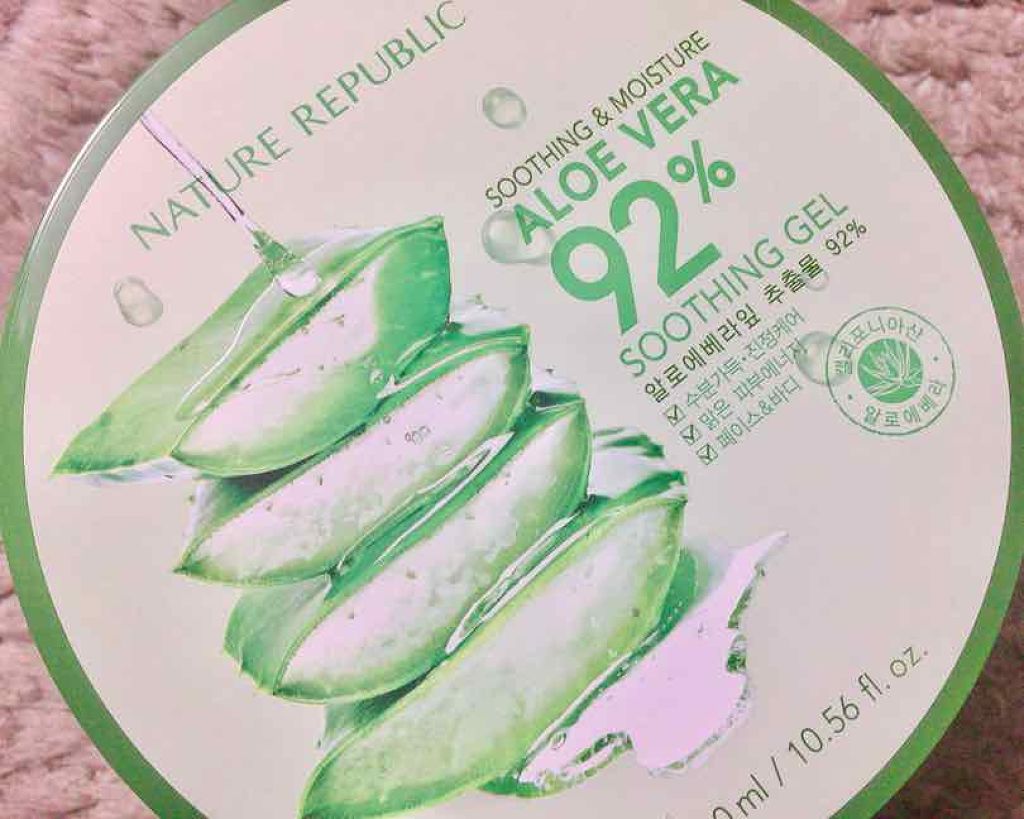 NATURE REPUBLIC
SOOTHING & MOISTURE
ALOE VERA
92%
SOOTHING GEL
알로에베라잎 추출물 92%
수분가득·진정케어
맑은 피부에너지
페이스&바디
캘리포니아산
알로에베라
0 ml / 10.56 fl. oz.